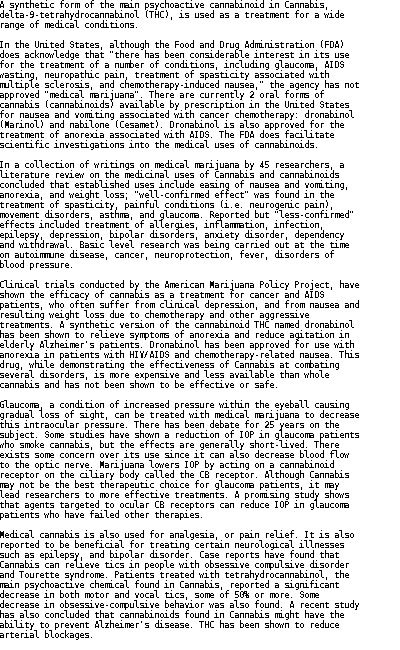 A synthetic form of the main psychoactive cannabinoid in Cannabis,
delta-9-tetrahydrocannabinol (THC), is used as a treatment for a wide
range of medical conditions.
In the United States, although the Food and Drug Administration (FDA)
does acknowledge that "there has been considerable interest in its use
for the treatment of a number of conditions, including glaucoma, AIDS
wasting, neuropathic pain, treatment of spasticity associated with
multiple sclerosis, and chemotherapy-induced nausea," the agency has not
approved "medical marijuana". There are currently 2 oral forms of
cannabis (cannabinoids) available by prescription in the United States
for nausea and vomiting associated with cancer chemotherapy: dronabinol
(Marinol) and nabilone (Cesamet). Dronabinol is also approved for the
treatment of anorexia associated with AIDS. The FDA does facilitate
scientific investigations into the medical uses of cannabinoids.
In a collection of writings on medical marijuana by 45 researchers, a
literature review on the medicinal uses of Cannabis and cannabinoids
concluded that established uses include easing of nausea and vomiting,
anorexia, and weight loss; "well-confirmed effect" was found in the
treatment of spasticity, painful conditions (i.e. neurogenic pain),
movement disorders, asthma, and glaucoma. Reported but "less-confirmed"
effects included treatment of allergies, inflammation, infection,
epilepsy, depression, bipolar disorders, anxiety disorder, dependency
and withdrawal. Basic level research was being carried out at the time
on autoimmune disease, cancer, neuroprotection, fever, disorders of
blood pressure.
Clinical trials conducted by the American Marijuana Policy Project, have
shown the efficacy of cannabis as a treatment for cancer and AIDS
patients, who often suffer from clinical depression, and from nausea and
resulting weight loss due to chemotherapy and other aggressive
treatments. A synthetic version of the cannabinoid THC named dronabinol
has been shown to relieve symptoms of anorexia and reduce agitation in
elderly Alzheimer's patients. Dronabinol has been approved for use with
anorexia in patients with HIV/AIDS and chemotherapy-related nausea. This
drug, while demonstrating the effectiveness of Cannabis at combating
several disorders, is more expensive and less available than whole
cannabis and has not been shown to be effective or safe.
Glaucoma, a condition of increased pressure within the eyeball causing
gradual loss of sight, can be treated with medical marijuana to decrease
this intraocular pressure. There has been debate for 25 years on the
subject. Some studies have shown a reduction of IOP in glaucoma patients
who smoke cannabis, but the effects are generally short-lived. There
exists some concern over its use since it can also decrease blood flow
to the optic nerve. Marijuana lowers IOP by acting on a cannabinoid
receptor on the ciliary body called the CB receptor. Although Cannabis
may not be the best therapeutic choice for glaucoma patients, it may
lead researchers to more effective treatments. A promising study shows
that agents targeted to ocular CB receptors can reduce IOP in glaucoma
patients who have failed other therapies.
Medical cannabis is also used for analgesia, or pain relief. It is also
reported to be beneficial for treating certain neurological illnesses
such as epilepsy, and bipolar disorder. Case reports have found that
Cannabis can relieve tics in people with obsessive compulsive disorder
and Tourette syndrome. Patients treated with tetrahydrocannabinol, the
main psychoactive chemical found in Cannabis, reported a significant
decrease in both motor and vocal tics, some of 50% or more. Some
decrease in obsessive-compulsive behavior was also found. A recent study
has also concluded that cannabinoids found in Cannabis might have the
ability to prevent Alzheimer's disease. THC has been shown to reduce
arterial blockages.